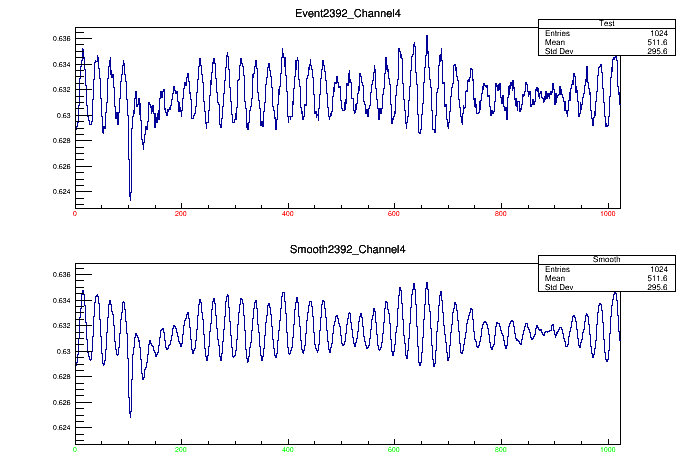 Event2392_Channel4
Test
Entries 1024
Mean 511.6
Std Dev 295.6
0.636
0.634
0.632
0.63
0.628
0.626
0.624
0 200 400 600 800 1000
Smooth2392_Channel4
Smooth
Entries 1024
Mean 511.6
Std Dev 295.6
0.636
0.634
0.632
0.63
0.628
0.626
0.624
0 200 400 600 800 1000